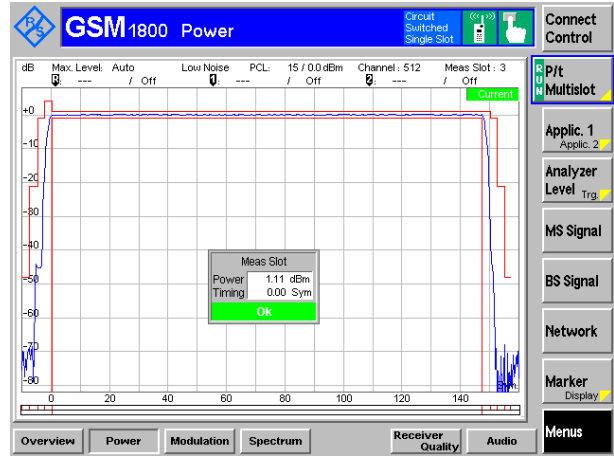 R&S GSM 1800 Power
Circuit
Switched
Single Slot
Connect
Control
dB Max. Level: Auto Low Noise PCL: 15 / 0.0 dBm Channel : 512 Meas Slot : 3
--- / Off --- / Off --- / Off
Current
RUN
P/t
Multislot
Applic. 1
Applic. 2
Analyzer
Level Trg.
MS Signal
BS Signal
Network
Marker
Display
Menus
+0
-10
-20
-30
-40
-50
-60
-70
-80
Meas Slot
Power 1.11 dBm
Timing 0.00 Sym
Ok
0 20 40 60 80 100 120 140
Overview Power Modulation Spectrum Receiver
Quality Audio